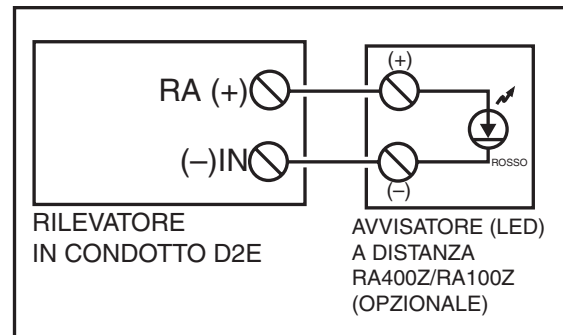 RA (+)
(–)IN
RILEVATORE
IN CONDOTTO D2E
(+)
ROSSO
(–)
AVVISATORE (LED)
A DISTANZA
RA400Z/RA100Z
(OPZIONALE)